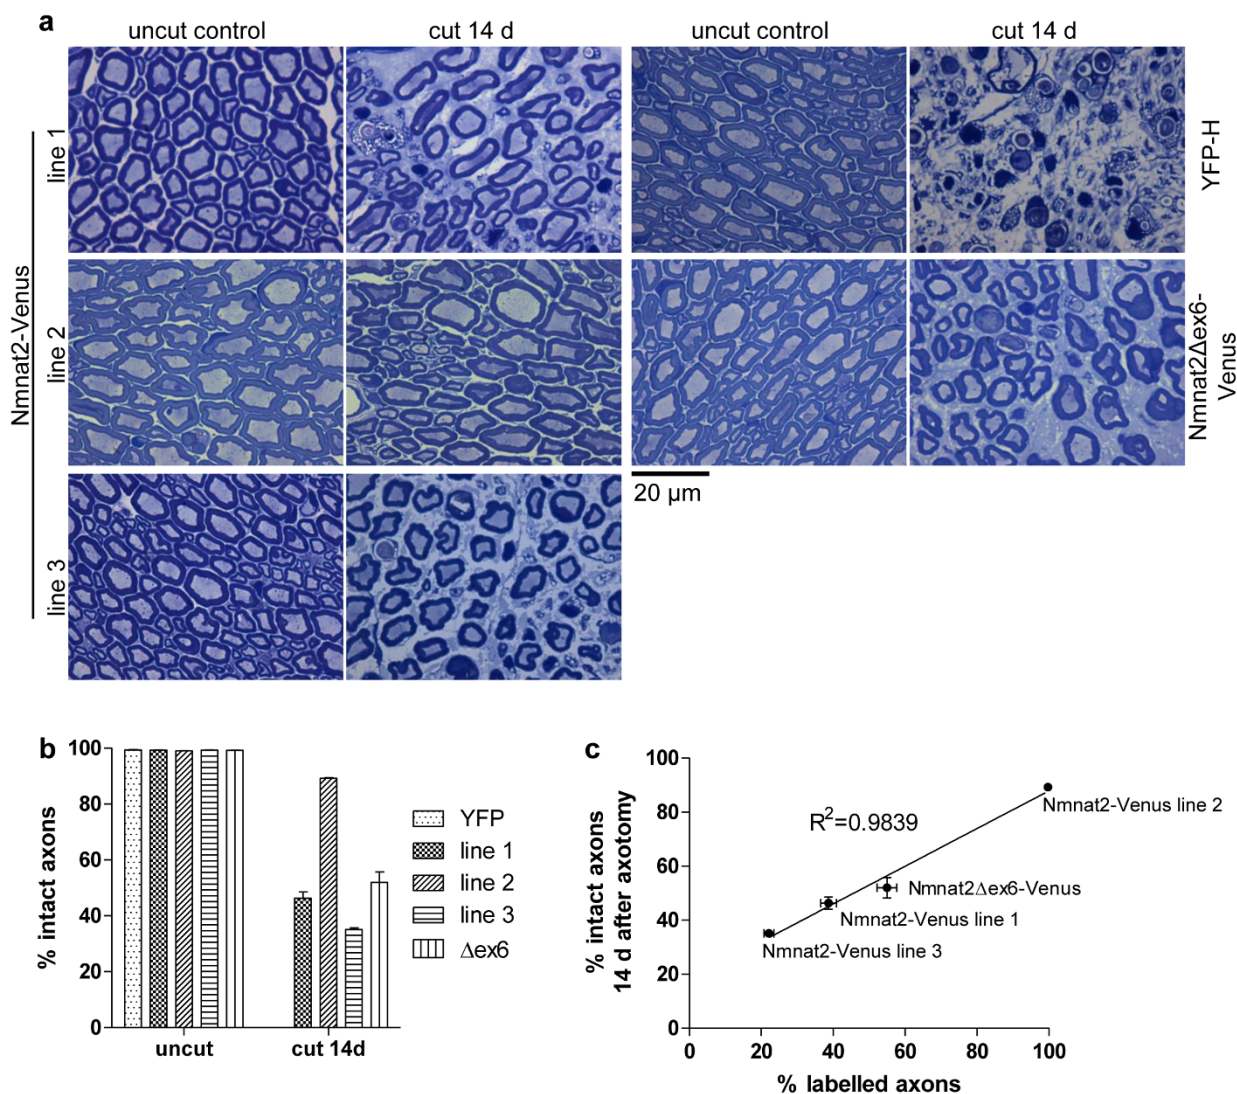 a
uncut control
cut 14 d
uncut control
cut 14 d
Nmnat2-Venus
line 1
line 2
line 3
YFP-H
Nmnat2Δex6-
Venus
20 µm
b
% intact axons
100
80
60
40
20
0
uncut
cut 14d
YFP
line 1
line 2
line 3
Δex6
c
% intact axons
14 d after axotomy
100
80
60
40
20
0
R²=0.9839
Nmnat2-Venus line 2
Nmnat2Δex6-Venus
Nmnat2-Venus line 1
Nmnat2-Venus line 3
0
20
40
60
80
100
% labelled axons